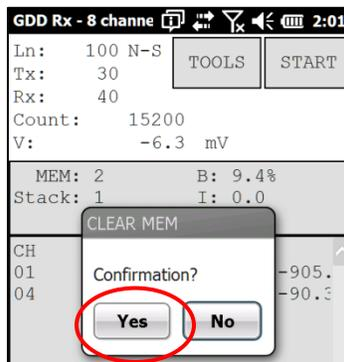 GDD Rx - 8 channe 2:01
Ln: 100 N-S
TOOLS START
Tx: 30
Rx: 40
Count: 15200
V: -6.3 mV
MEM: 2 B: 9.4%
Stack: 1 I: 0.0
CLEAR MEM
CH
01 Confirmation? -905.
04 -90.3
Yes No